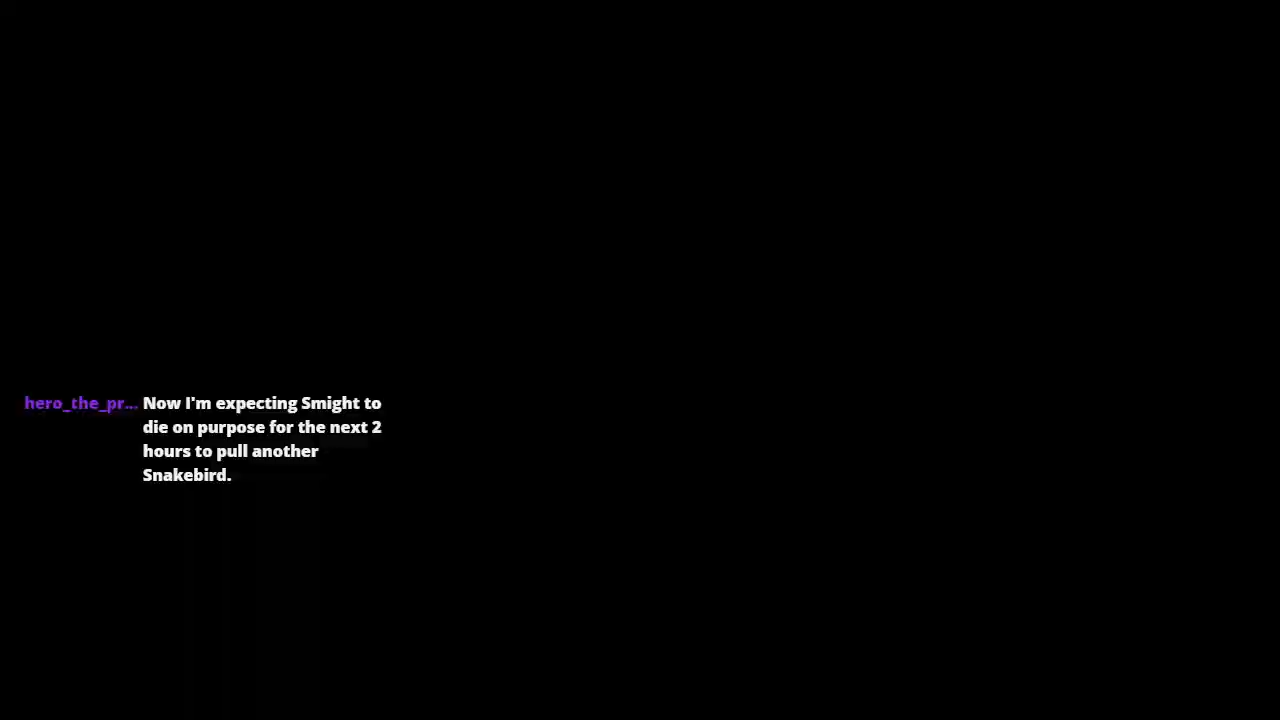 hero_the_pr... Now I'm expecting Smight to
die on purpose for the next 2
hours to pull another
Snakebird.